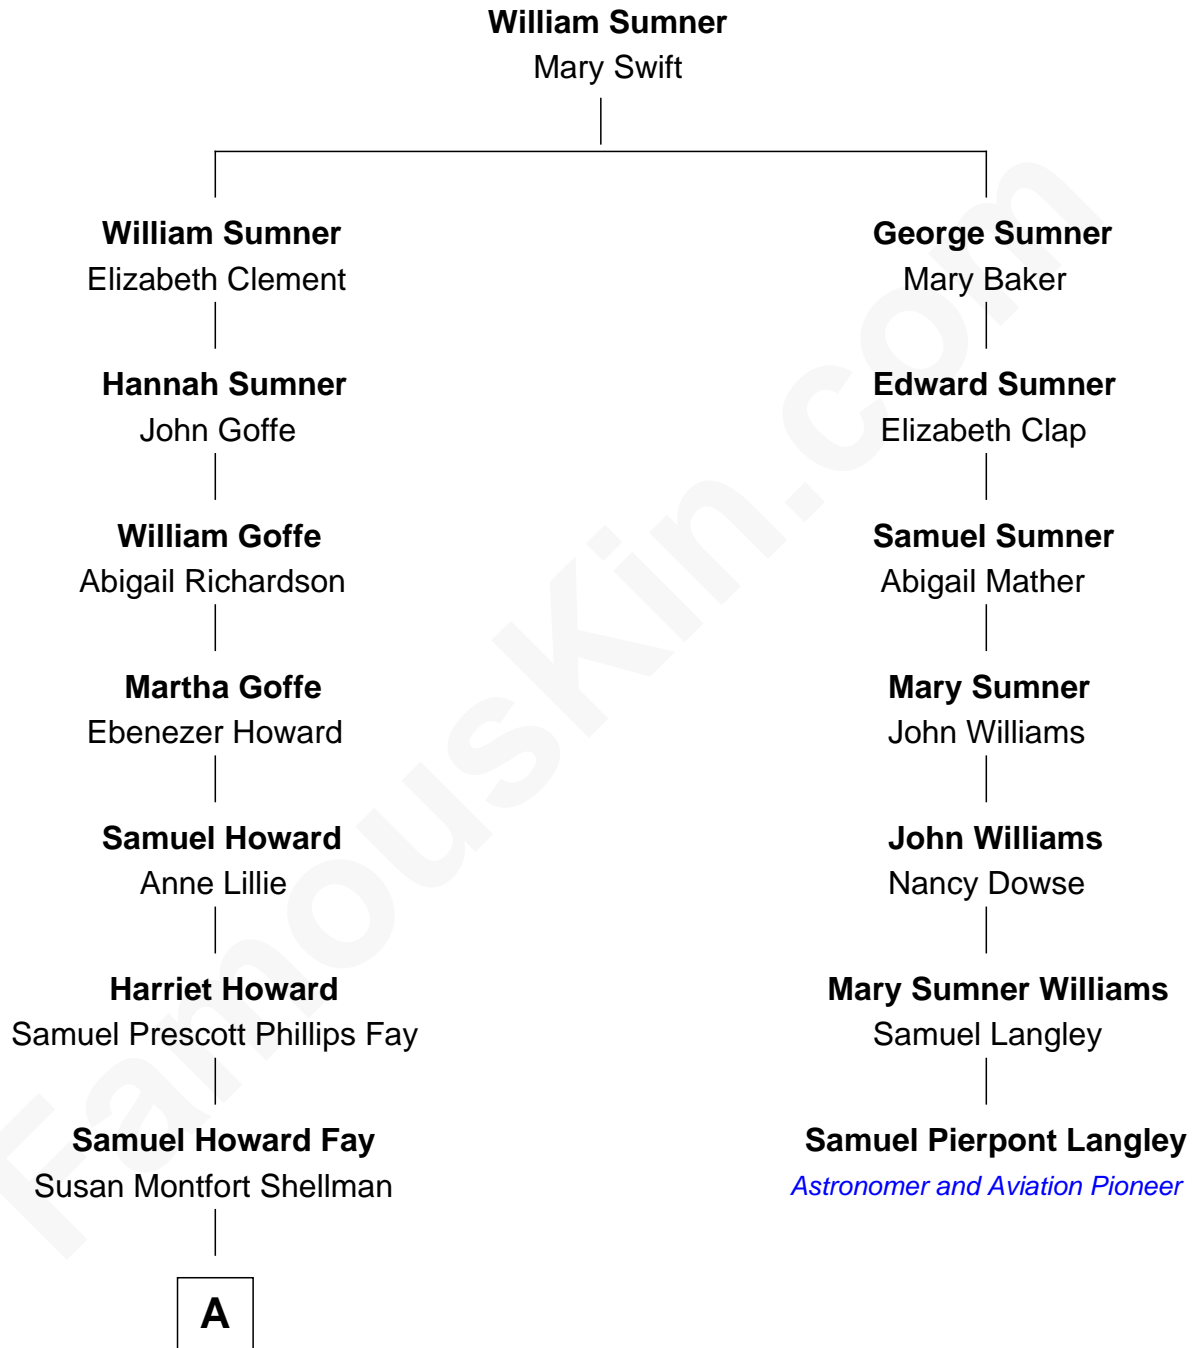 William Sumner
Mary Swift
William Sumner
Elizabeth Clement
Hannah Sumner
John Goffe
William Goffe
Abigail Richardson
Martha Goffe
Ebenezer Howard
Samuel Howard
Anne Lillie
Harriet Howard
Samuel Prescott Phillips Fay
Samuel Howard Fay
Susan Montfort Shellman
A
George Sumner
Mary Baker
Edward Sumner
Elizabeth Clap
Samuel Sumner
Abigail Mather
Mary Sumner
John Williams
John Williams
Nancy Dowse
Mary Sumner Williams
Samuel Langley
Samuel Pierpont Langley
Astronomer and Aviation Pioneer
FamousKin.com